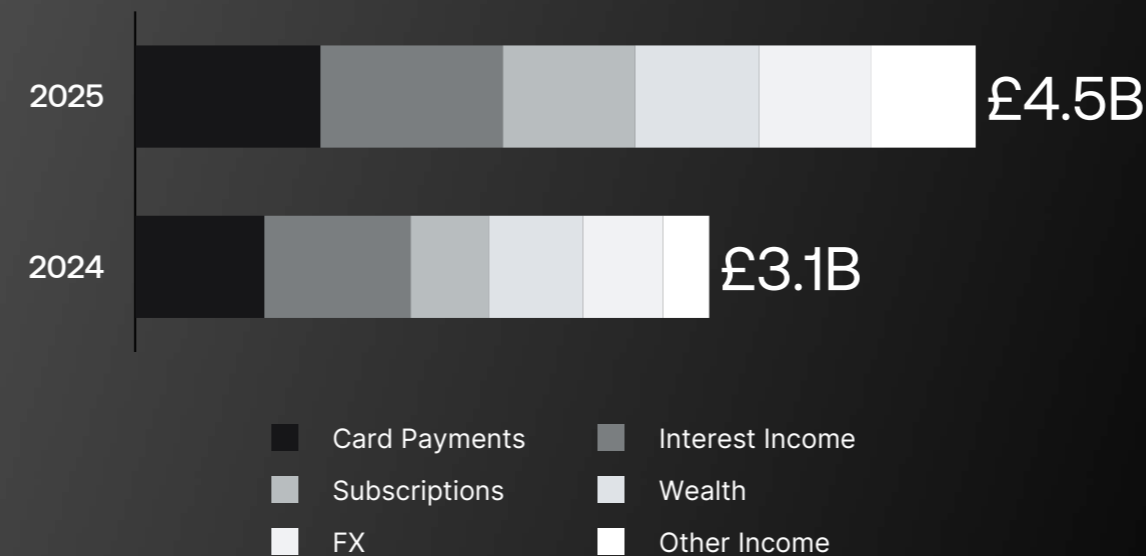 2025
£4.5B
2024
£3.1B
Card Payments
Interest Income
Subscriptions
Wealth
FX
Other Income